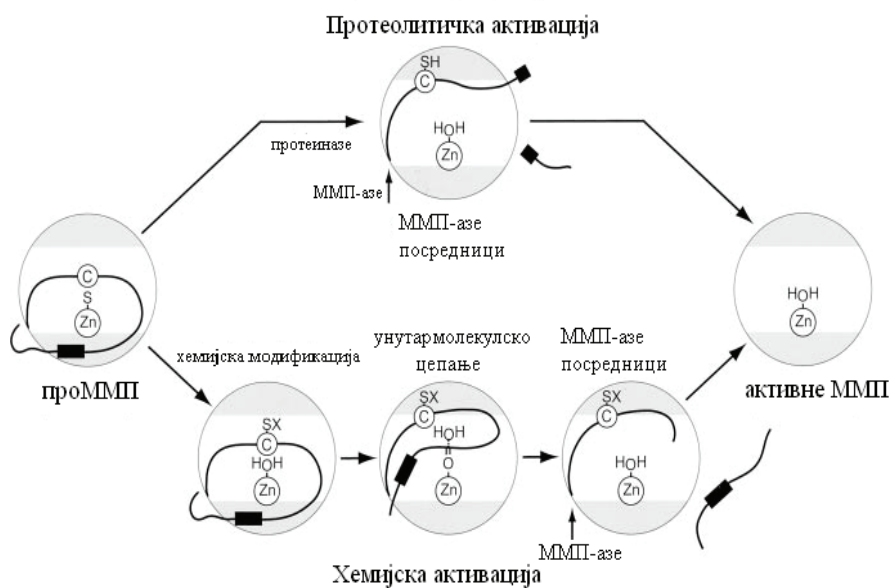 Протеолитичка активација
SH
C
HOH
Zn
протеиназе
ММП-азе
ММП-азе
посредници
C
S
Zn
проММП
HOH
Zn
активне ММП
хемијска модификација
унутармолекулско
цепање
ММП-азе
посредници
SX
C
HOH
Zn
SX
C
HOH
O
Zn
SX
C
HOH
Zn
ММП-азе
Хемијска активација